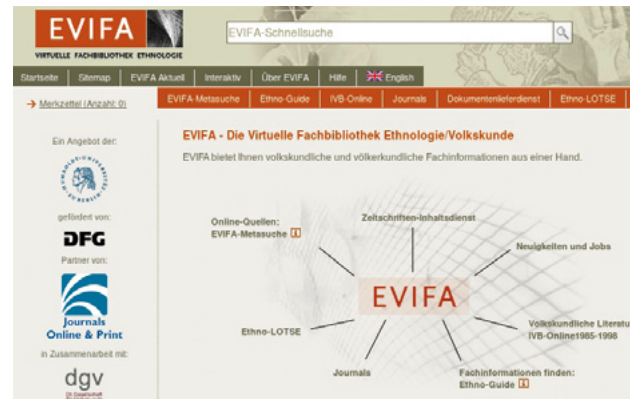 EVIFA
VIRTUELLE FACHBIBLIOTHEK ETHNOLOGIE
EVIFA-Schnellsuche
Startseite Sitemap EVIFA Aktuell Interaktiv Über EVIFA Hilfe English
Merkzettel (Anzahl: 0)
EVIFA-Metasuche Ethno-Guide IVB-Online Journals Dokumentenlieferdienst Ethno-LOTSE
Ein Angebot der:
gefördert von:
DFG
Partner von:
Journals
Online & Print
in Zusammenarbeit mit:
dgv
EVIFA - Die Virtuelle Fachbibliothek Ethnologie/Volkskunde
EVIFA bietet Ihnen volkskundliche und völkerkundliche Fachinformationen aus einer Hand.
Online-Quellen:
EVIFA-Metasuche
Zeitschriften-Inhaltsdienst
Neuigkeiten und Jobs
EVIFA
Volkskundliche Literatu
IVB-Online1985-1998
Ethno-LOTSE
Journals
Fachinformationen finden:
Ethno-Guide